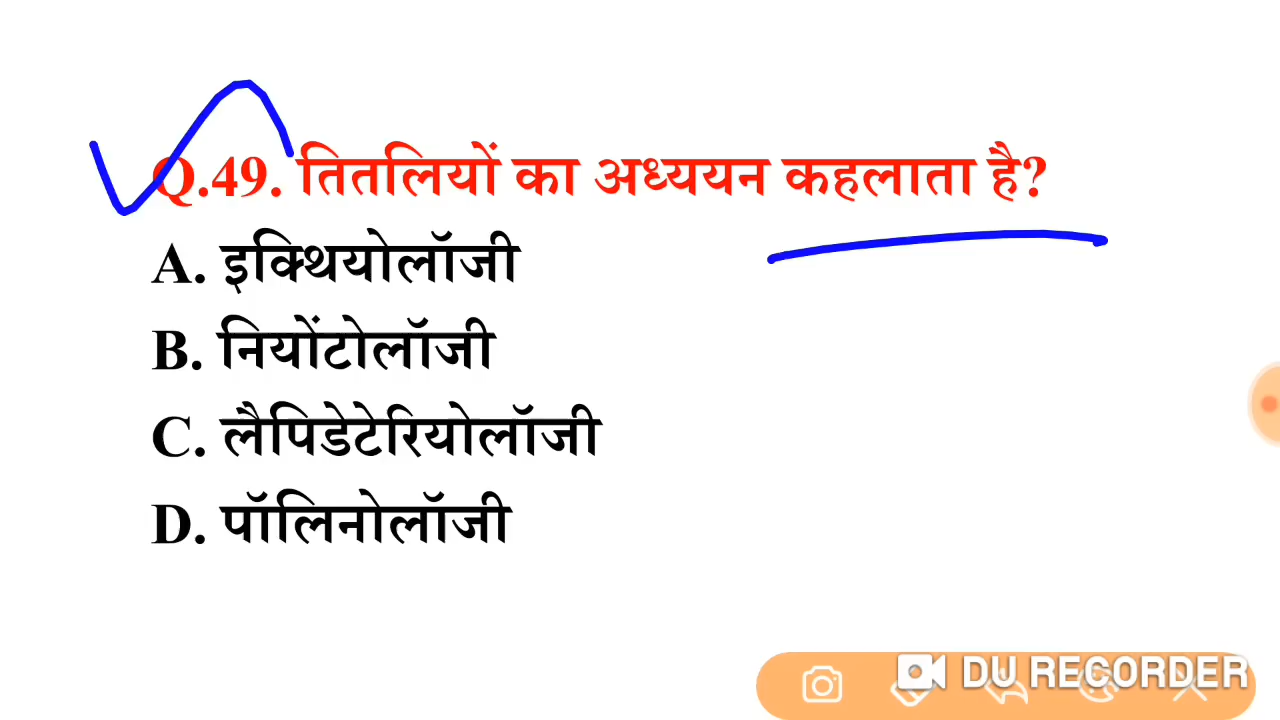 Q.49. तितलियों का अध्ययन कहलाता है?
A. इक्थियोलॉजी
B. नियोंटोलॉजी
C. लैपिडेटेरियोलॉजी
D. पॉलिनोलॉजी
DU RECORDER